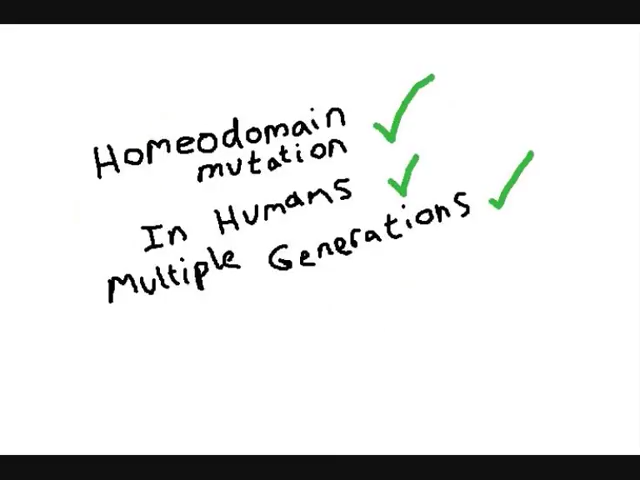 Homeodomain
mutation
In Humans
Multiple Generations